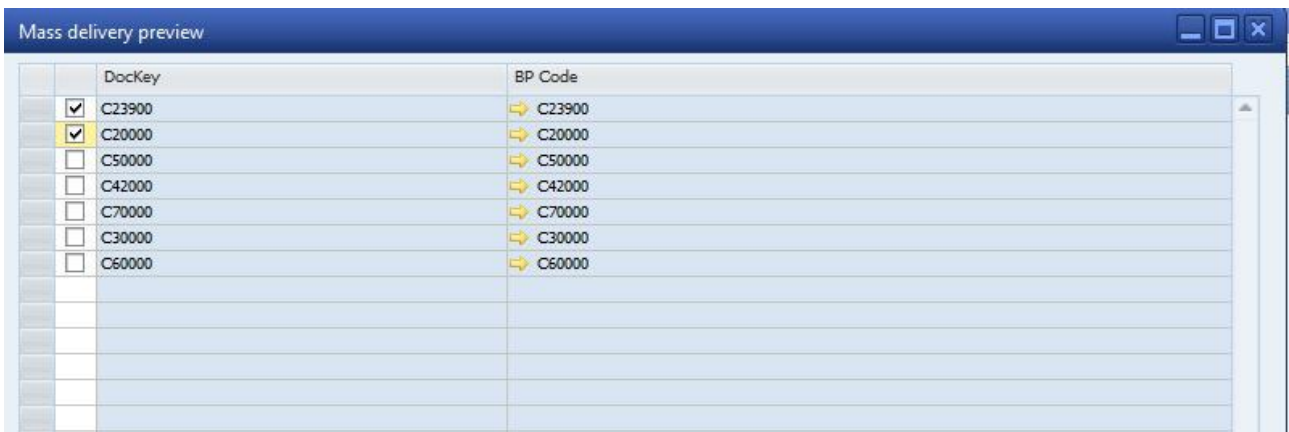 Mass delivery preview
DocKey BP Code
C23900 C23900
C20000 C20000
C50000 C50000
C42000 C42000
C70000 C70000
C30000 C30000
C60000 C60000